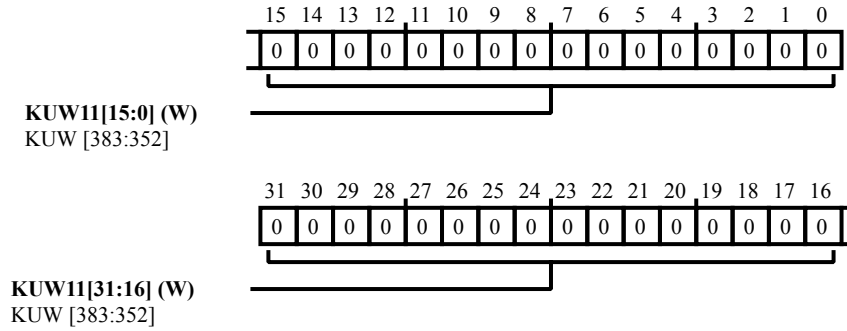 15 14 13 12 11 10 9 8 7 6 5 4 3 2 1 0
0 0 0 0 0 0 0 0 0 0 0 0 0 0 0 0
KUW11[15:0] (W)
KUW [383:352]
31 30 29 28 27 26 25 24 23 22 21 20 19 18 17 16
0 0 0 0 0 0 0 0 0 0 0 0 0 0 0 0
KUW11[31:16] (W)
KUW [383:352]